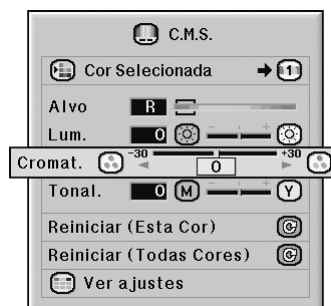 C.M.S.
Cor Selecionada 1
Alvo R
Lum. 0 - +
Cromat. -30 0 +30
Tonal. 0 M - + Y
Reiniciar (Esta Cor)
Reiniciar (Todas Cores)
Ver ajustes